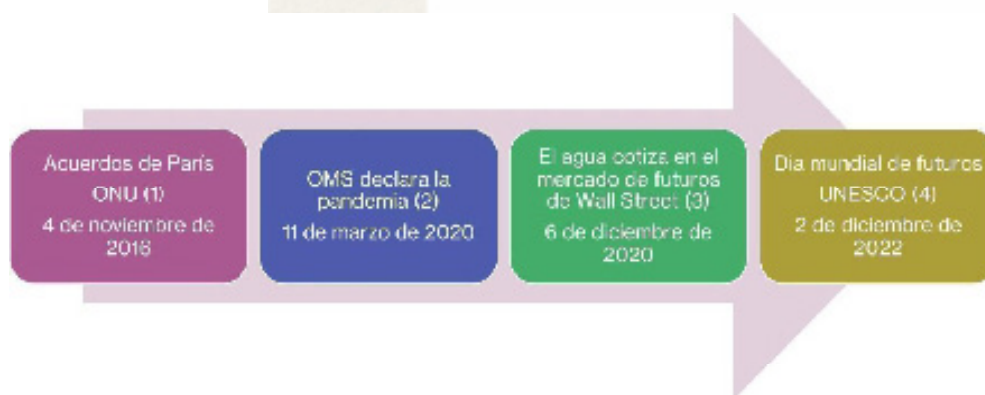 Acuerdos de París
ONU (1)
4 de noviembre de
2016
OMS declara la
pandemia (2)
11 de marzo de 2020
El agua cotiza en el
mercado de futuros
de Wall Street (3)
6 de diciembre de
2020
Día mundial de futuros
UNESCO (4)
2 de diciembre de
2022